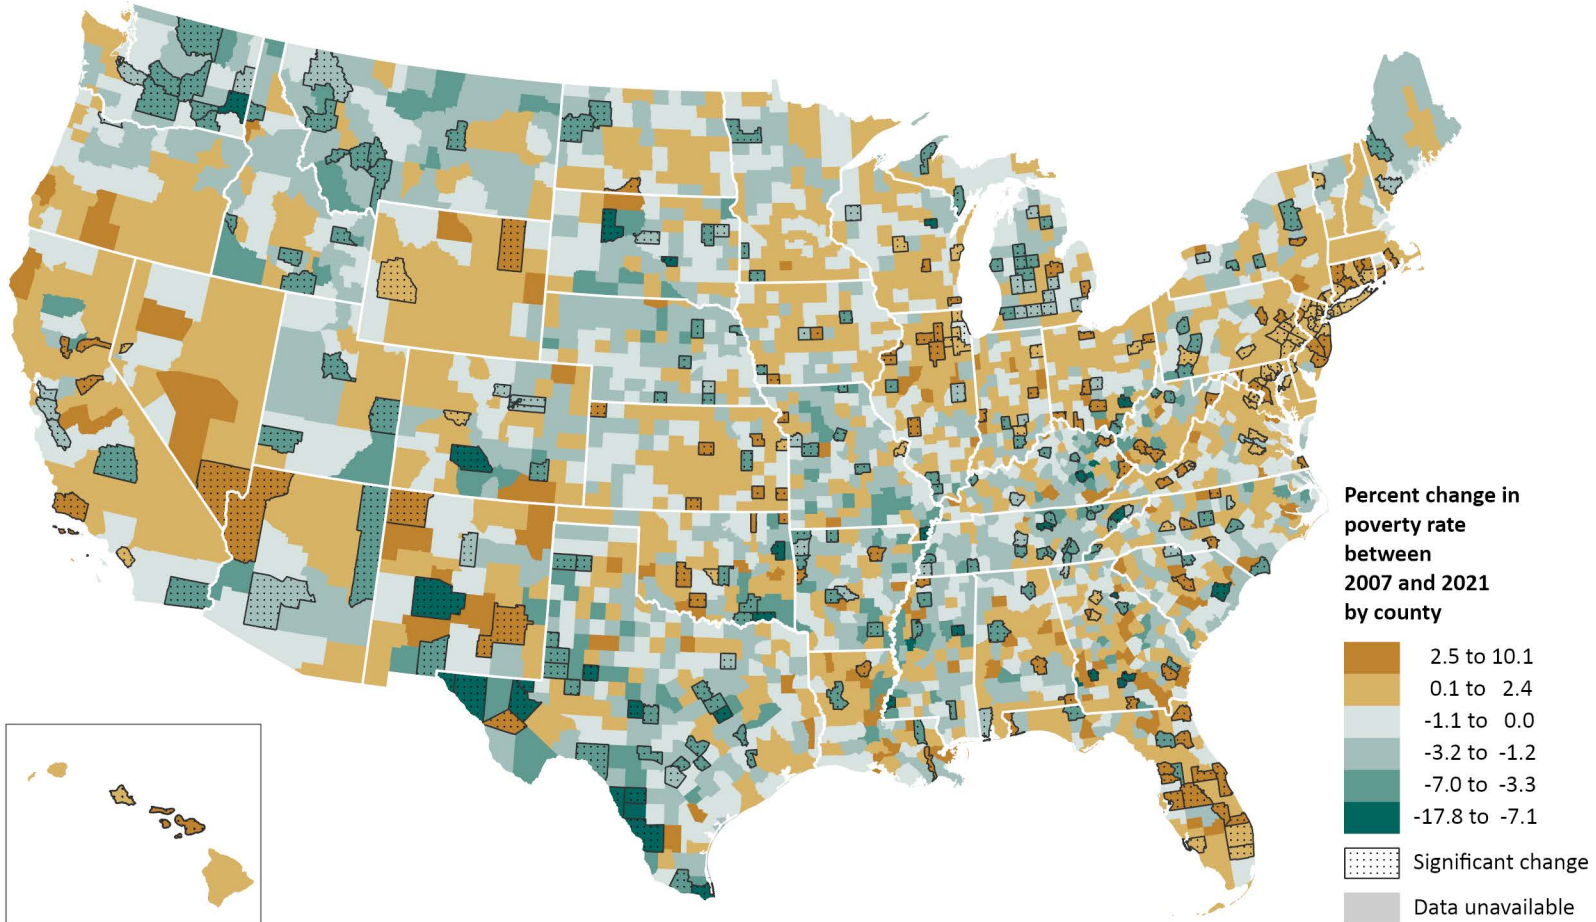 Percent change in
poverty rate
between
2007 and 2021
by county
2.5 to 10.1
0.1 to 2.4
-1.1 to 0.0
-3.2 to -1.2
-7.0 to -3.3
-17.8 to -7.1
Significant change
Data unavailable